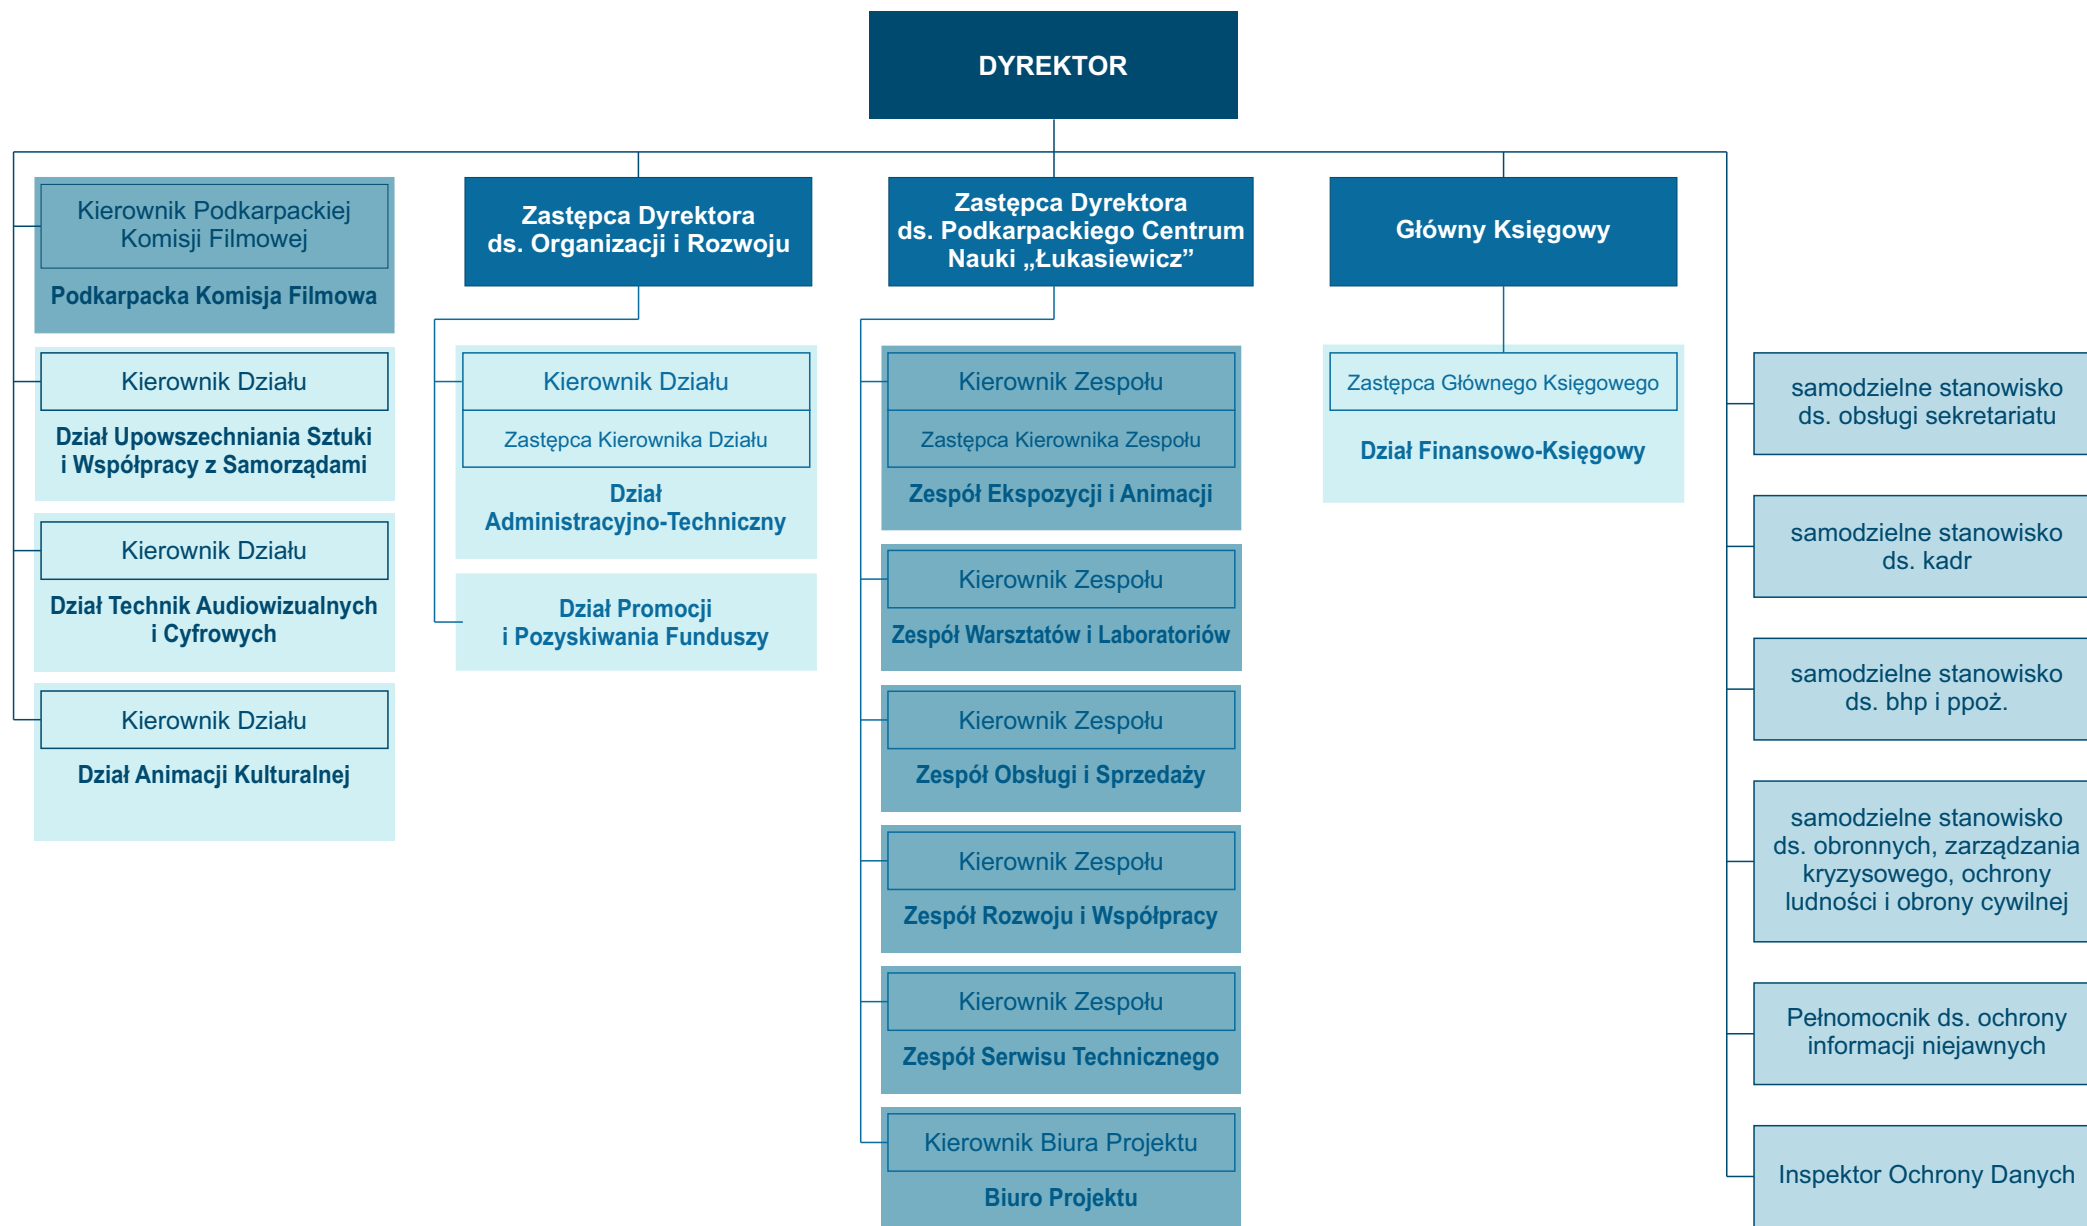 DYREKTOR
Kierownik Podkarpackiej
Komisji Filmowej
Podkarpacka Komisja Filmowa
Kierownik Działu
Dział Upowszechniania Sztuki
i Współpracy z Samorządami
Kierownik Działu
Dział Technik Audiowizualnych
i Cyfrowych
Kierownik Działu
Dział Animacji Kulturalnej
Zastępca Dyrektora
ds. Organizacji i Rozwoju
Kierownik Działu
Zastępca Kierownika Działu
Dział
Administracyjno-Techniczny
Dział Promocji
i Pozyskiwania Funduszy
Zastępca Dyrektora
ds. Podkarpackiego Centrum
Nauki „Łukasiewicz”
Kierownik Zespołu
Zastępca Kierownika Zespołu
Zespół Ekspozycji i Animacji
Kierownik Zespołu
Zespół Warsztatów i Laboratoriów
Kierownik Zespołu
Zespół Obsługi i Sprzedaży
Kierownik Zespołu
Zespół Rozwoju i Współpracy
Kierownik Zespołu
Zespół Serwisu Technicznego
Kierownik Biura Projektu
Biuro Projektu
Główny Księgowy
Zastępca Głównego Księgowego
Dział Finansowo-Księgowy
samodzielne stanowisko
ds. obsługi sekretariatu
samodzielne stanowisko
ds. kadr
samodzielne stanowisko
ds. bhp i ppoż.
samodzielne stanowisko
ds. obronnych, zarządzania
kryzysowego, ochrony
ludności i obrony cywilnej
Pełnomocnik ds. ochrony
informacji niejawnych
Inspektor Ochrony Danych